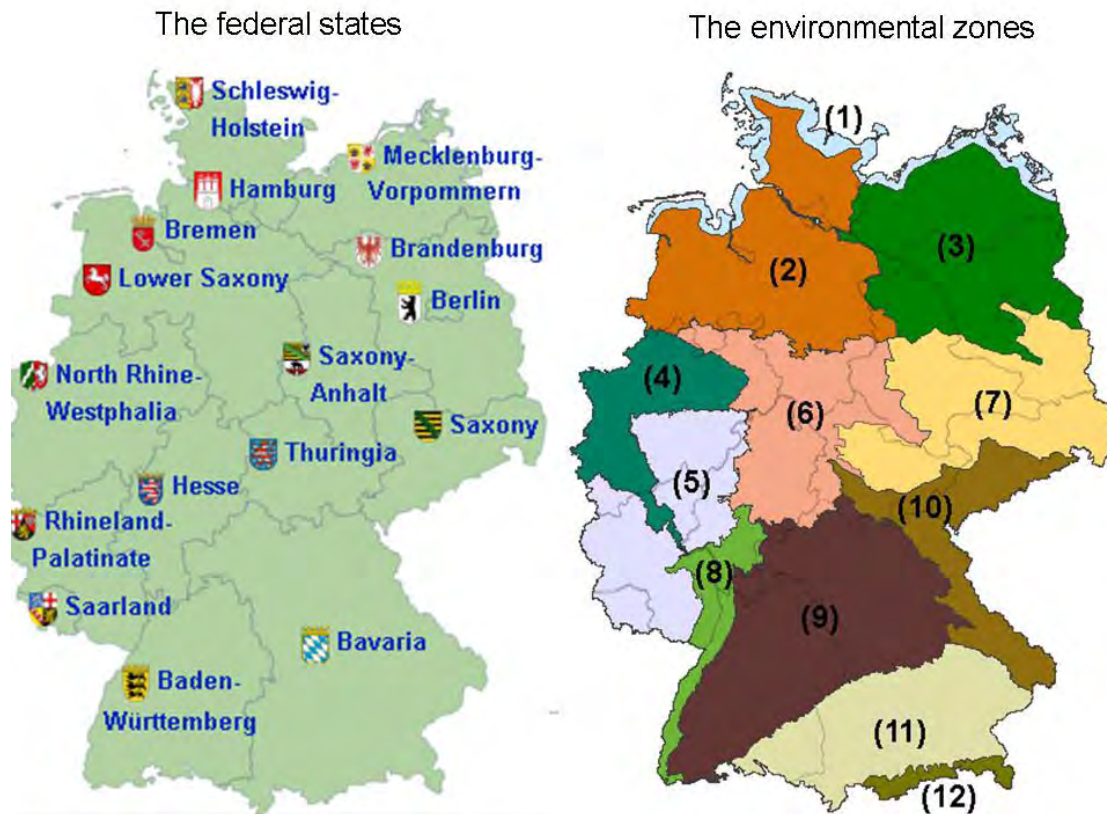 The federal states
Schleswig-
Holstein
Mecklenburg-
Vorpommern
Hamburg
Bremen
Brandenburg
Lower Saxony
Berlin
Saxony-
Anhalt
North Rhine-
Westphalia
Saxony
Thuringia
Hesse
Rhineland-
Palatinate
Saarland
Bavaria
Baden-
Württemberg
The environmental zones
(1)
(2)
(3)
(4)
(5)
(6)
(7)
(8)
(9)
(10)
(11)
(12)